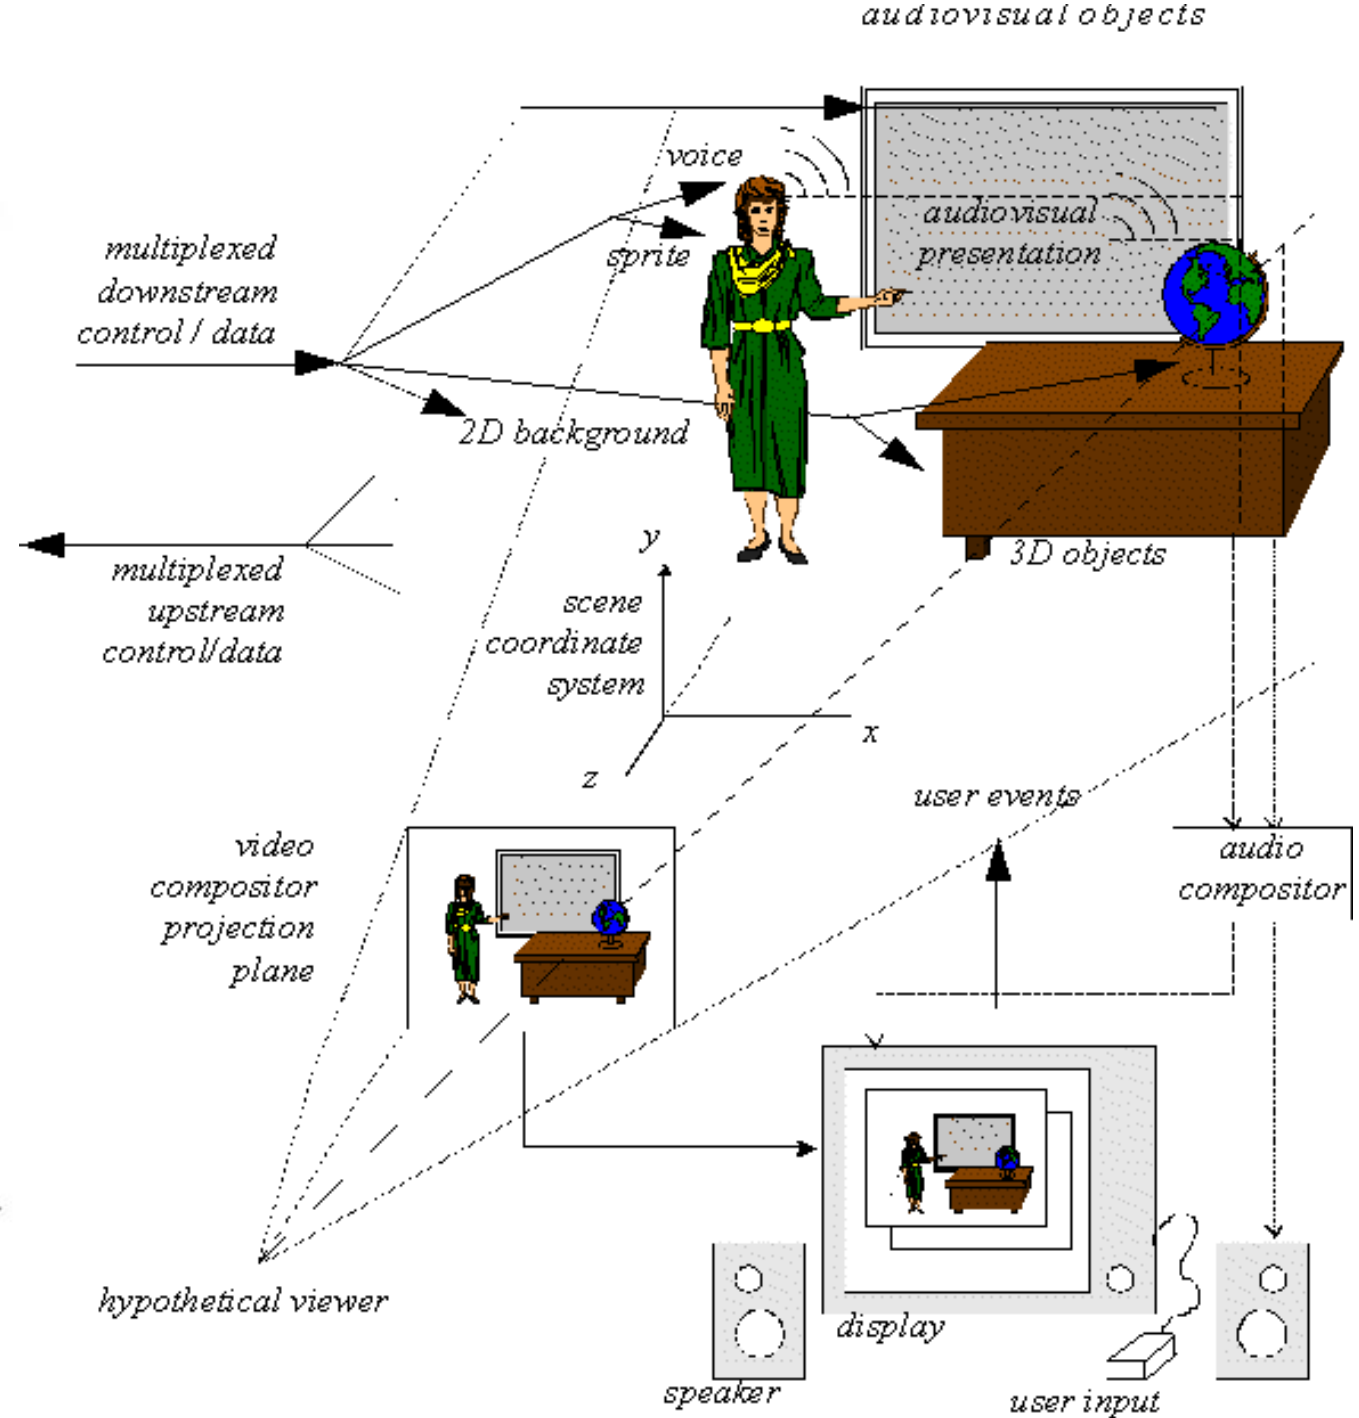 audiovisual objects
voice
sprite
audiovisual
presentation
multiplexed
downstream
control / data
2D background
3D objects
multiplexed
upstream
control/data
y
scene
coordinate
system
x
z
user events
video
compositor
projection
plane
audio
compositor
hypothetical viewer
display
speaker
user input